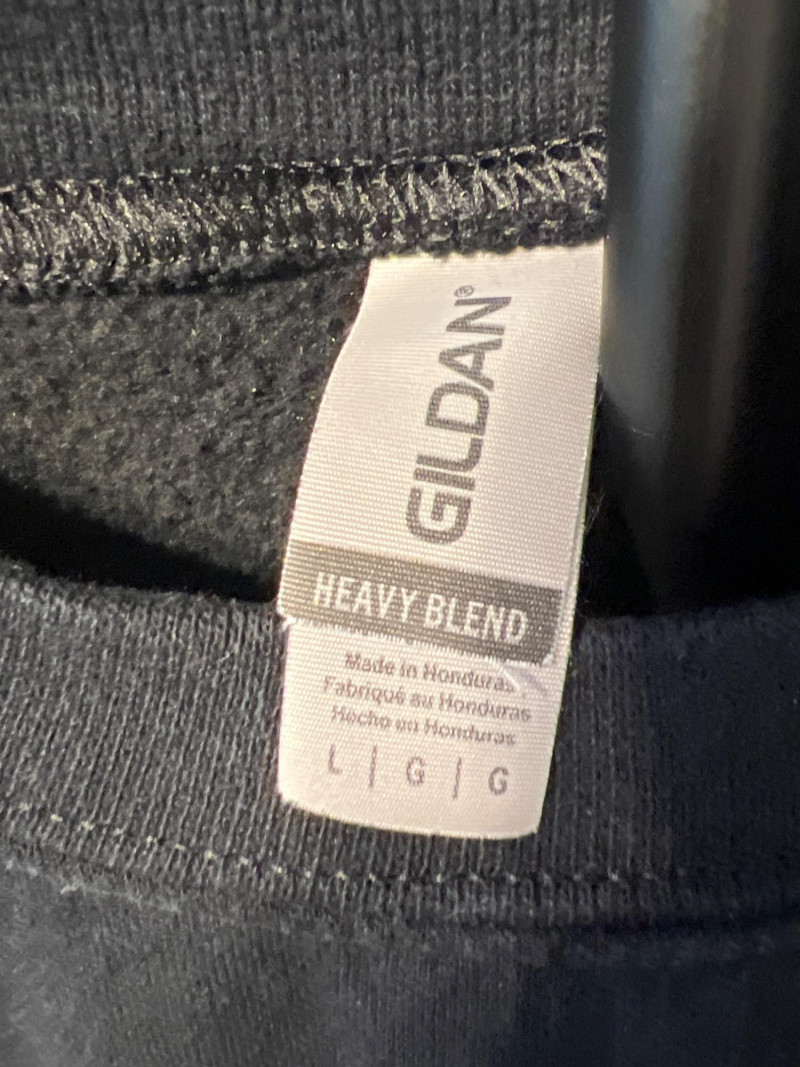 GILDAN®
HEAVY BLEND
Made in Honduras
Fabriqué au Honduras
Hecho en Honduras
L | G | G